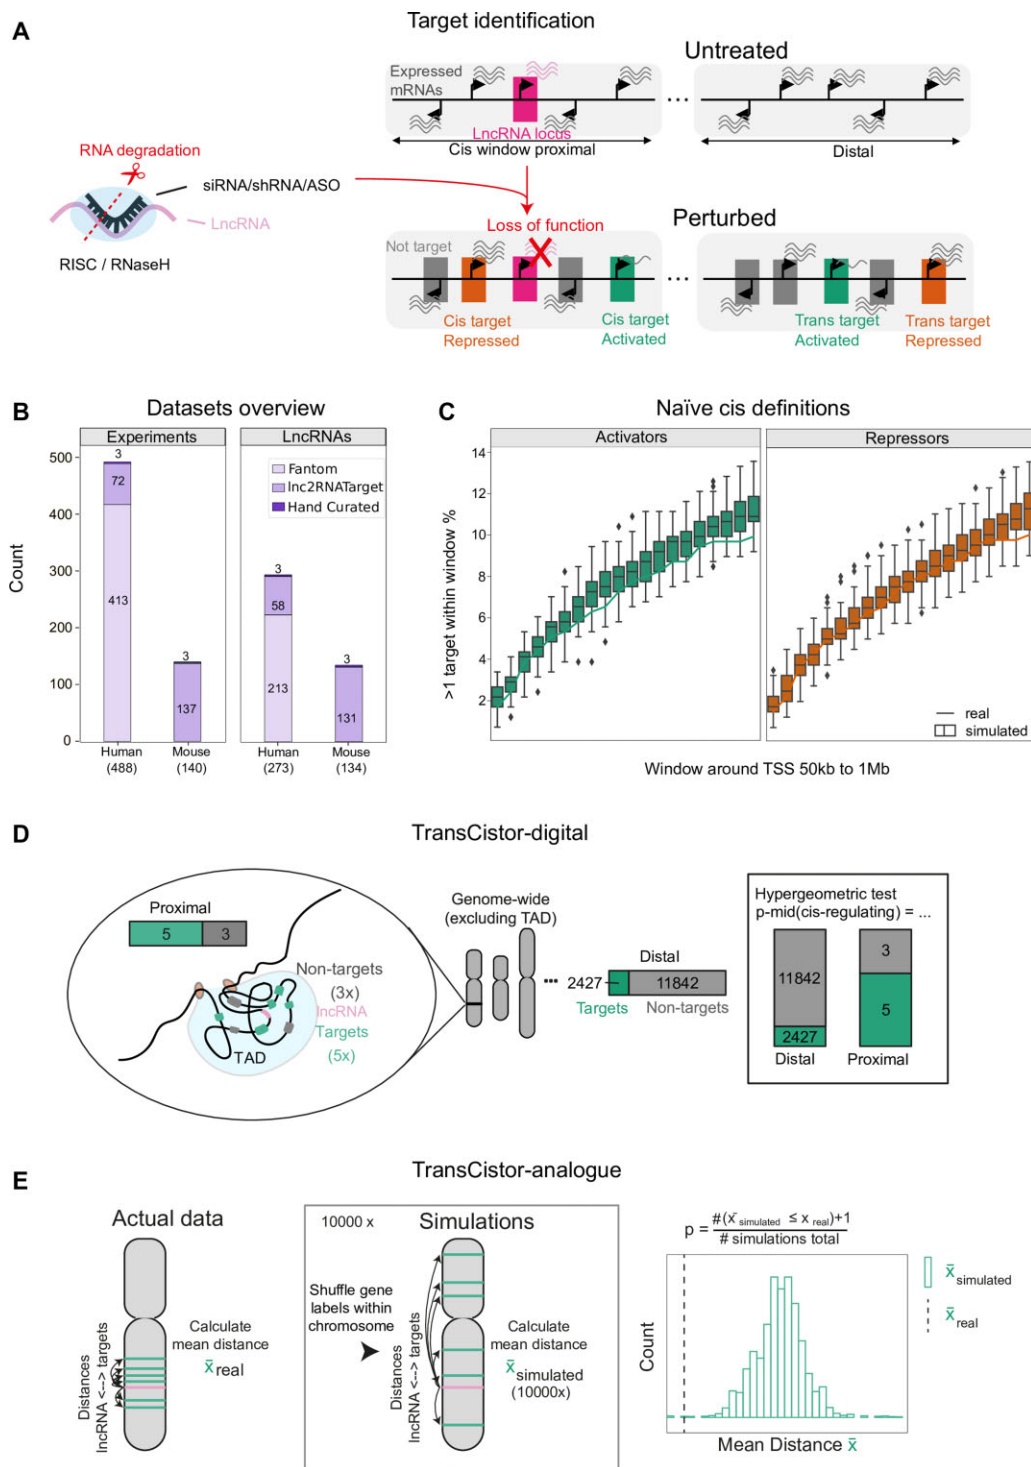 A
Target identification
Untreated
Expressed
mRNAs
LncRNA locus
Cis window proximal
Distal
RNA degradation
siRNA/shRNA/ASO
LncRNA
RISC / RNaseH
Loss of function
Perturbed
Not target
Cis target
Repressed
Cis target
Activated
Trans target
Activated
Trans target
Repressed
B
Datasets overview
Experiments
LncRNAs
Count
500
400
300
200
100
0
3
72
413
3
137
3
58
213
3
131
Fantom
lnc2RNATarget
Hand Curated
Human
(488)
Mouse
(140)
Human
(273)
Mouse
(134)
C
Naïve cis definitions
Activators
Repressors
>1 target within window %
14
12
10
8
6
4
2
real
simulated
Window around TSS 50kb to 1Mb
D
TransCistor-digital
Proximal
5
3
Non-targets
(3x)
lncRNA
Targets
(5x)
TAD
Genome-wide
(excluding TAD)
Distal
2427
11842
Targets
Non-targets
Hypergeometric test
p-mid(cis-regulating) = ...
11842
2427
Distal
3
5
Proximal
E
TransCistor-analogue
Actual data
Distances
lncRNA <--> targets
Calculate
mean distance
x̄ real
10000 x
Simulations
Shuffle gene
labels within
chromosome
Distances
lncRNA <--> targets
Calculate
mean distance
x̄ simulated
(10000x)
p = #(x̄ simulated ≤ x real)+1
# simulations total
Count
Mean Distance x̄
x̄ simulated
x̄ real